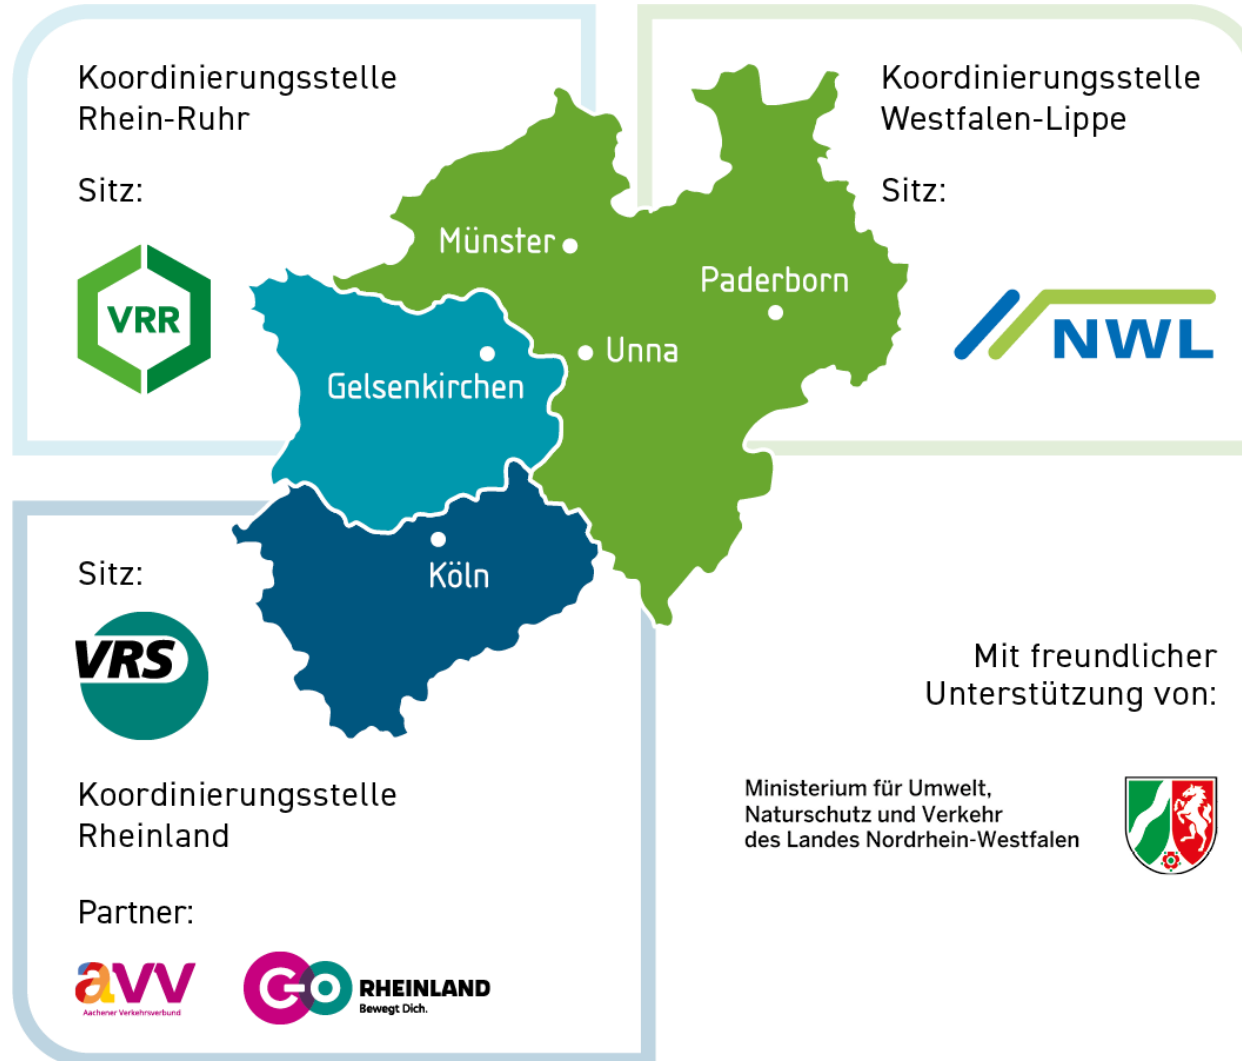 Koordinierungsstelle
Rhein-Ruhr
Sitz:
VRR
Koordinierungsstelle
Westfalen-Lippe
Sitz:
NWL
Münster
Paderborn
Unna
Gelsenkirchen
Köln
Sitz:
VRS
Koordinierungsstelle
Rheinland
Partner:
avv
Aachener Verkehrsverbund
GO RHEINLAND
Bewegt Dich.
Mit freundlicher
Unterstützung von:
Ministerium für Umwelt,
Naturschutz und Verkehr
des Landes Nordrhein-Westfalen